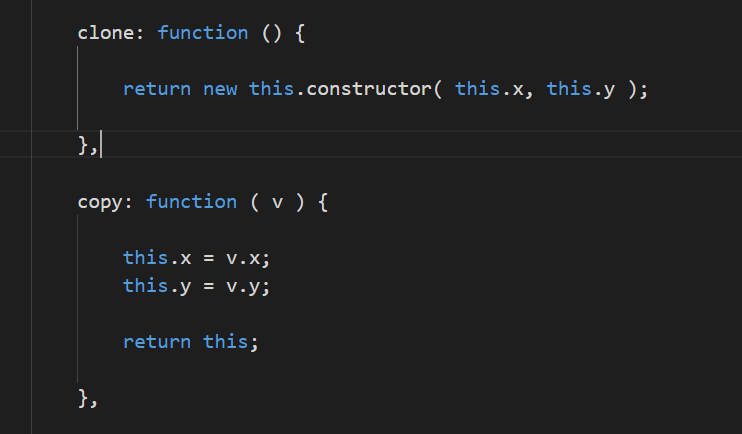 clone: function () {
return new this.constructor( this.x, this.y );
},
copy: function ( v ) {
this.x = v.x;
this.y = v.y;
return this;
},